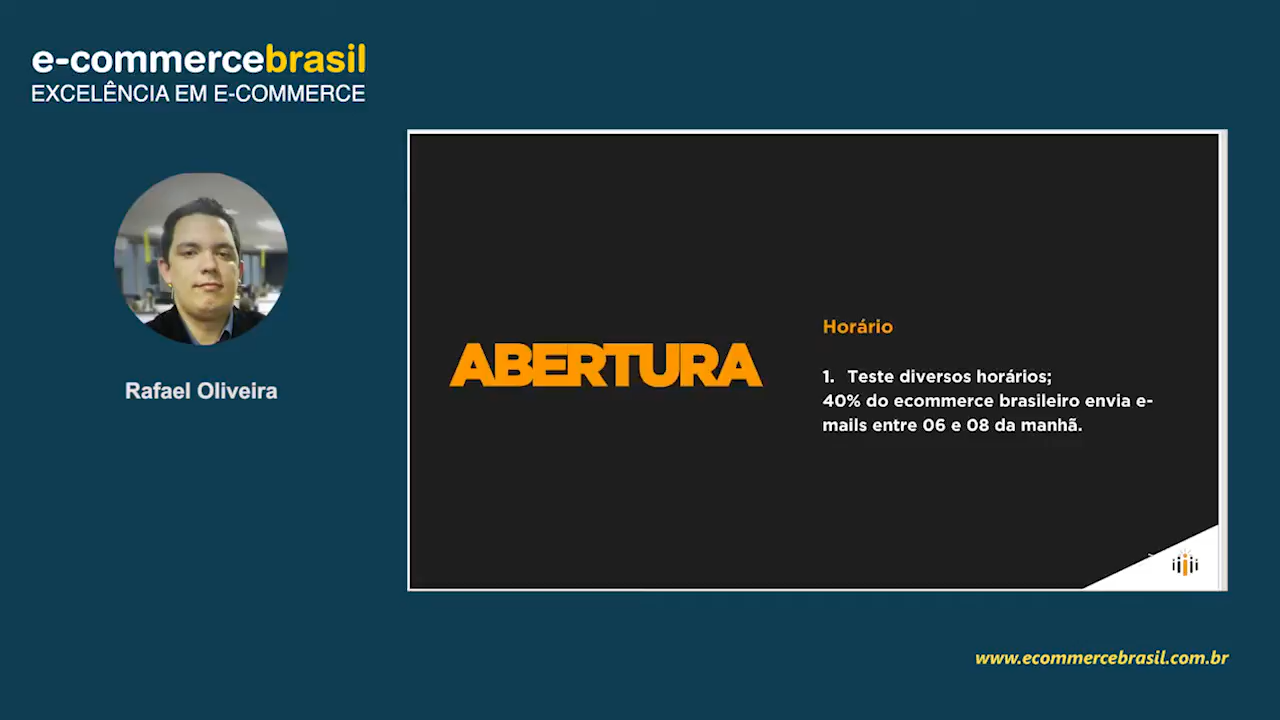 e-commercebrasil
EXCELÊNCIA EM E-COMMERCE
Rafael Oliveira
ABERTURA
Horário
1. Teste diversos horários;
40% do ecommerce brasileiro envia e-
mails entre 06 e 08 da manhã.
www.ecommercebrasil.com.br